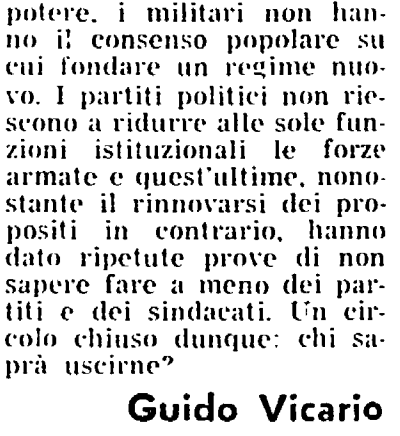 potere. i militari non han-
no il consenso popolare su
cui fondare un regime nuo-
vo. I partiti politici non rie-
scono a ridurre alle sole fun-
zioni istituzionali le forze
armate e quest'ultime, nono-
stante il rinnovarsi dei pro-
positi in contrario, hanno
dato ripetute prove di non
sapere fare a meno dei par-
titi e dei sindacati. Un cir-
colo chiuso dunque: chi sa-
prà uscirne?
Guido Vicario